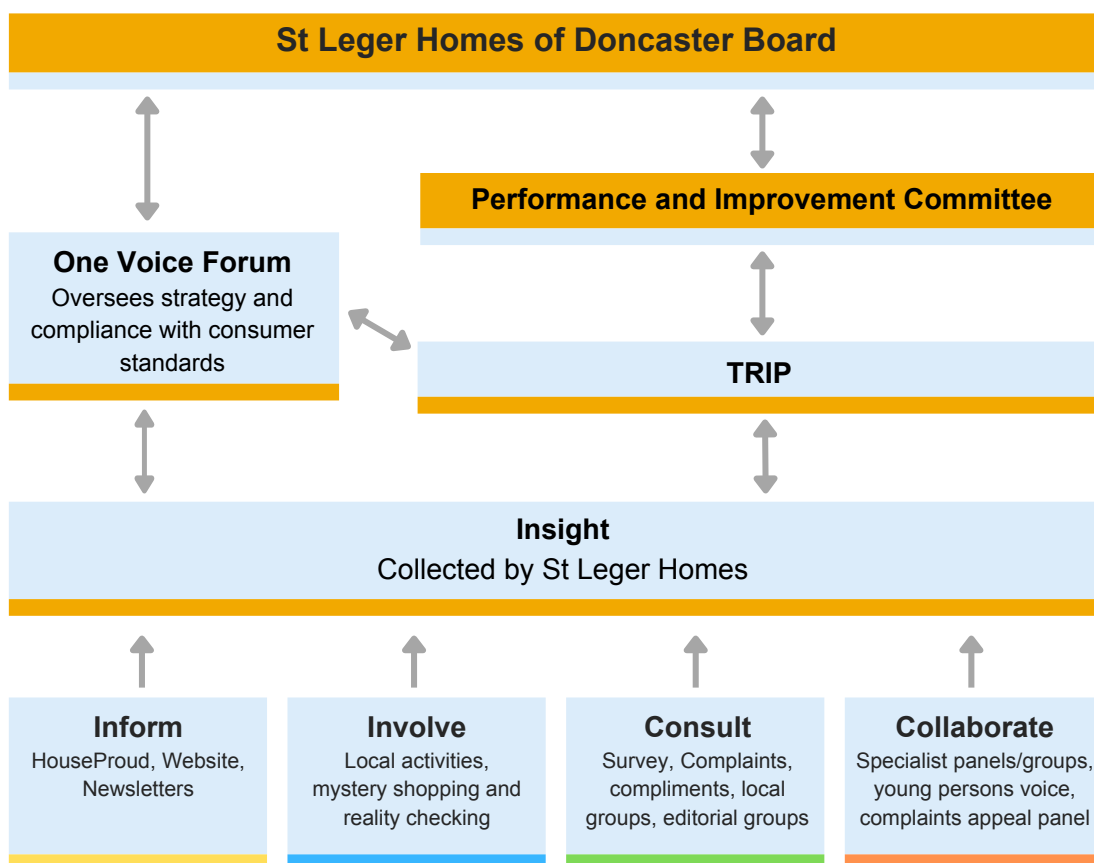 St Leger Homes of Doncaster Board
Performance and Improvement Committee
One Voice Forum
Oversees strategy and
compliance with consumer
standards
TRIP
Insight
Collected by St Leger Homes
Inform
HouseProud, Website,
Newsletters
Involve
Local activities,
mystery shopping and
reality checking
Consult
Survey, Complaints,
compliments, local
groups, editorial groups
Collaborate
Specialist panels/groups,
young persons voice,
complaints appeal panel